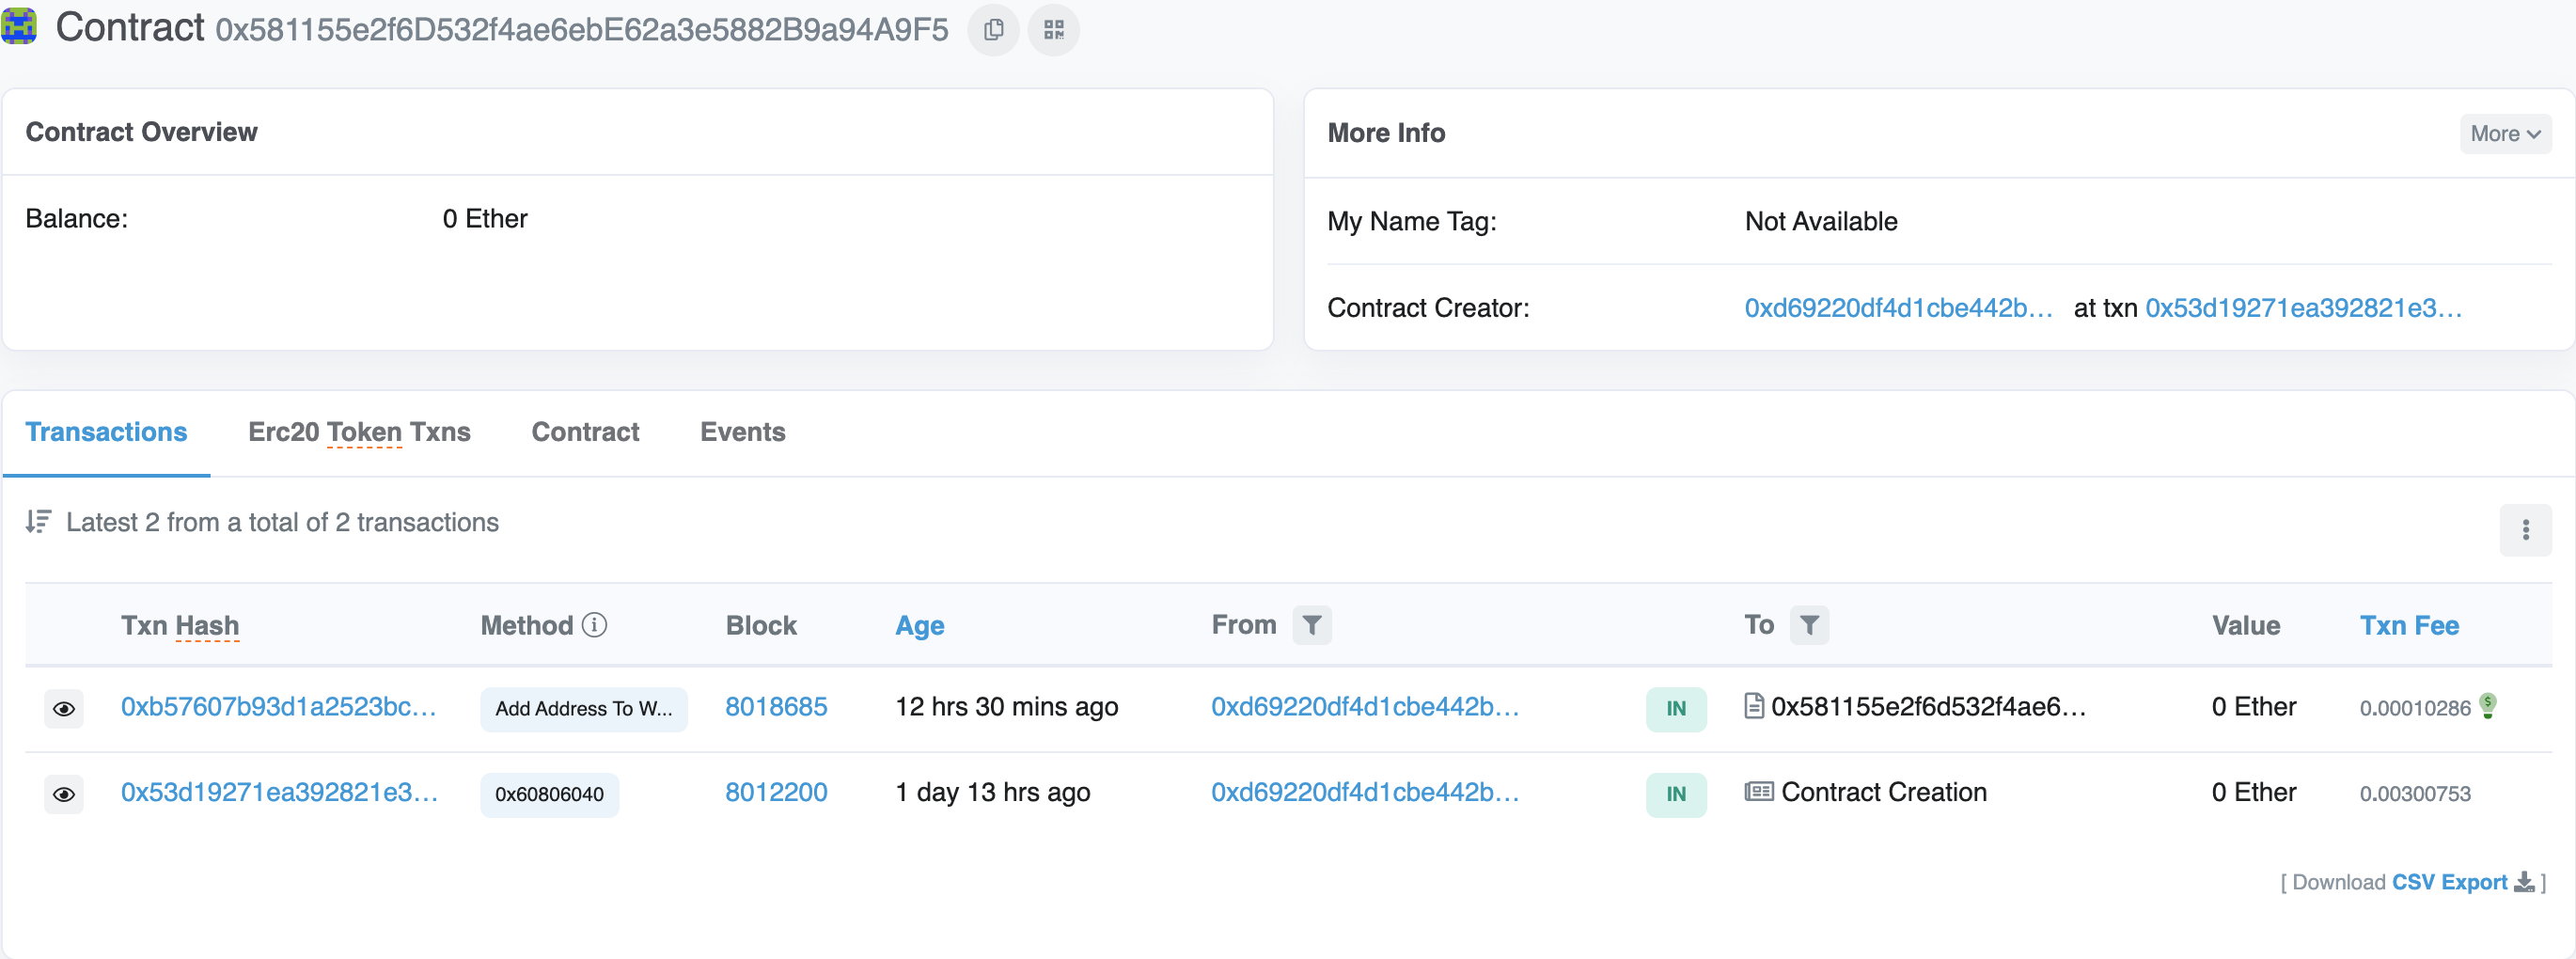 Contract 0x581155e2f6D532f4ae6ebE62a3e5882B9a94A9F5
Contract Overview
Balance: 0 Ether
More Info More
My Name Tag: Not Available
Contract Creator: 0xd69220df4d1cbe442b... at txn 0x53d19271ea392821e3...
Transactions Erc20 Token Txns Contract Events
Latest 2 from a total of 2 transactions
Txn Hash Method Block Age From To Value Txn Fee
0xb57607b93d1a2523bc... Add Address To W... 8018685 12 hrs 30 mins ago 0xd69220df4d1cbe442b... IN 0x581155e2f6d532f4ae6... 0 Ether 0.00010286
0x53d19271ea392821e3... 0x60806040 8012200 1 day 13 hrs ago 0xd69220df4d1cbe442b... IN Contract Creation 0 Ether 0.00300753
[ Download CSV Export ]